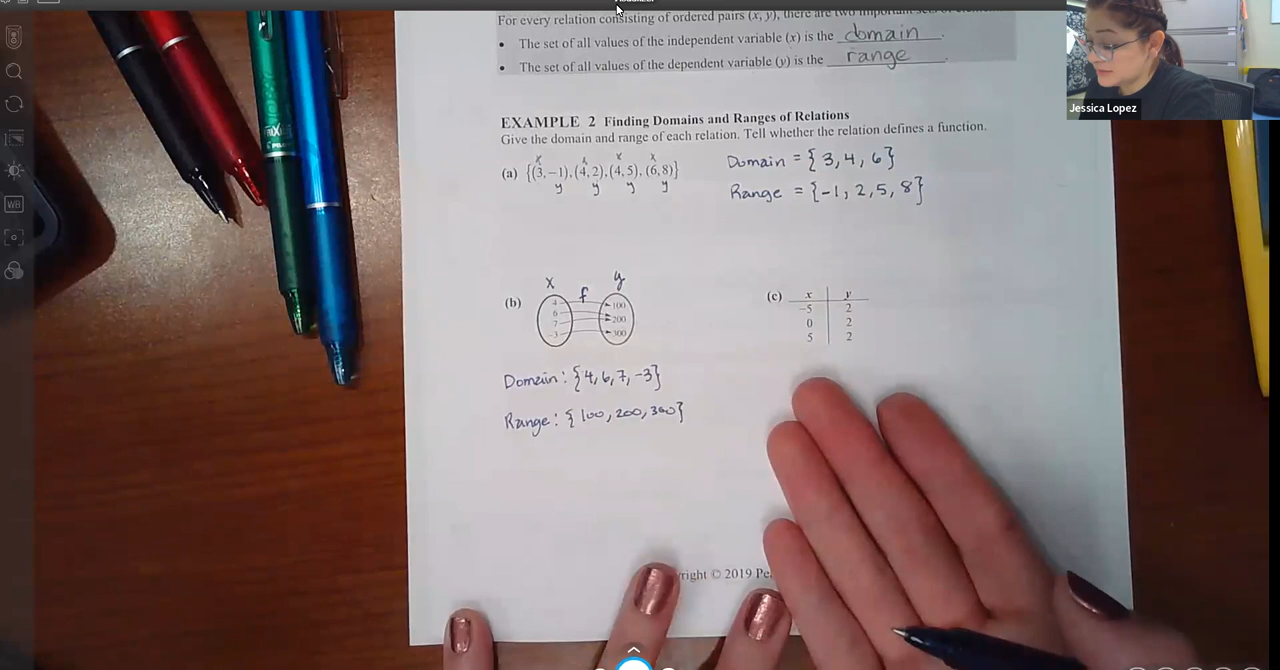 For every relation consisting of ordered pairs (x, y), there are two important
• The set of all values of the independent variable (x) is the domain.
• The set of all values of the dependent variable (y) is the range.
Jessica Lopez
EXAMPLE 2 Finding Domains and Ranges of Relations
Give the domain and range of each relation. Tell whether the relation defines a function.
x x x x
(a) {(3, −1), (4, 2), (4, 5), (6, 8)} Domain = {3, 4, 6}
y y y y
Range = {-1, 2, 5, 8}
x f y
(b)
4 100
6 200
7 300
-3
(c) x y
−5 2
0 2
5 2
Domain: {4, 6, 7, -3}
Range: {100, 200, 300}
right © 2019 Pe
WB